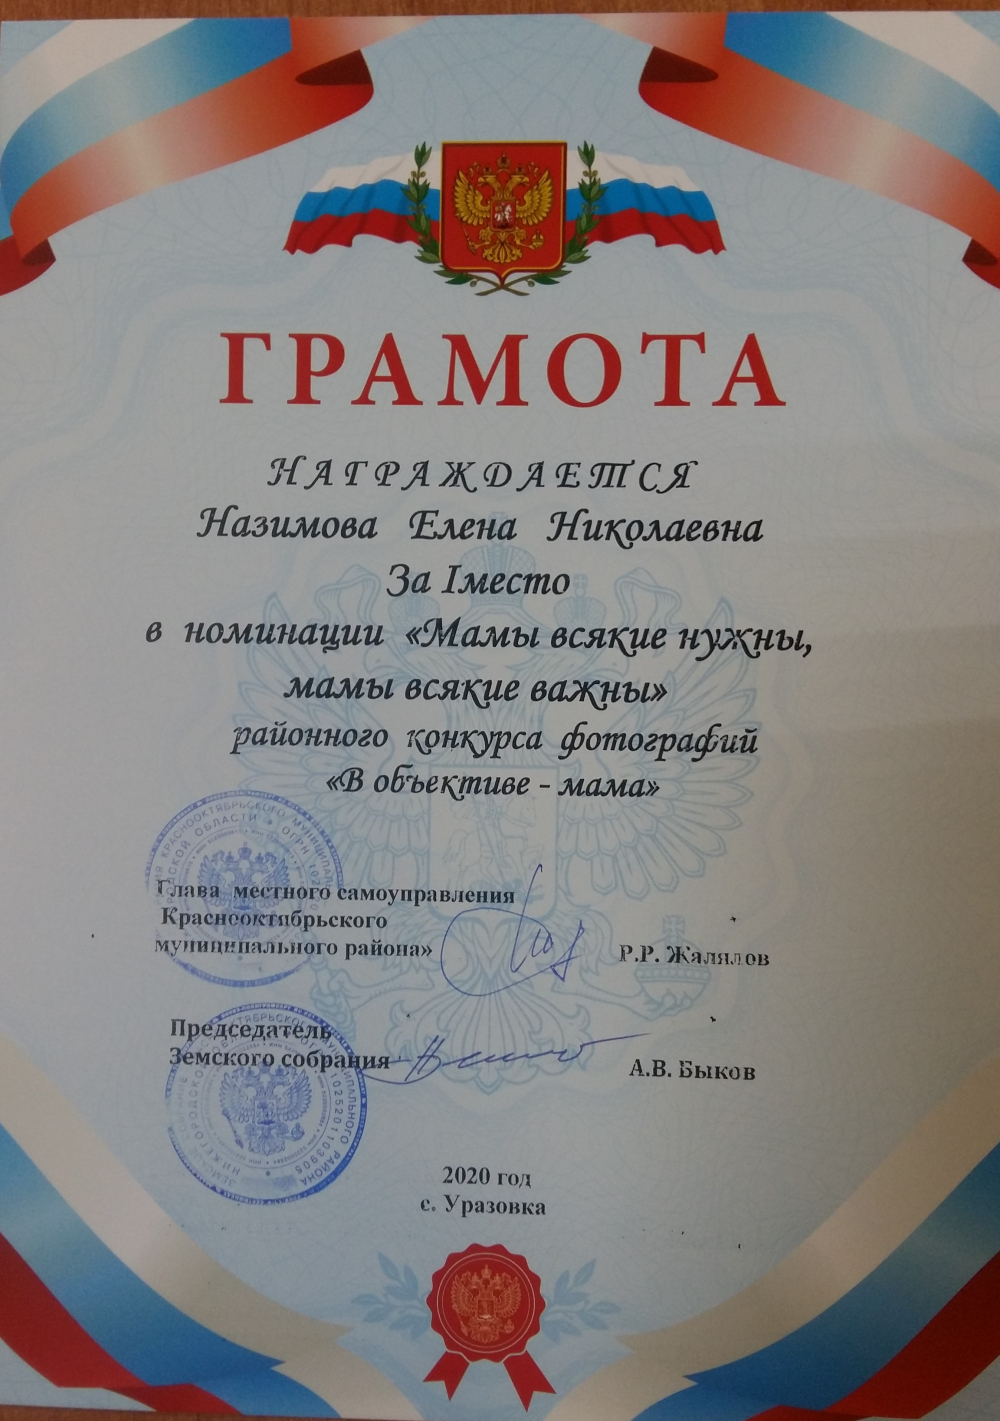 ГРАМОТА
НАГРАЖДАЕТСЯ
Назимова Елена Николаевна
За Iместо
в номинации «Мамы всякие нужны,
мамы всякие важны»
районного конкурса фотографий
«В объективе - мама»
Глава местного самоуправления
Краснооктябрьского
муниципального района»
Р.Р. Жалялов
Председатель
Земского собрания
А.В. Быков
2020 год
с. Уразовка